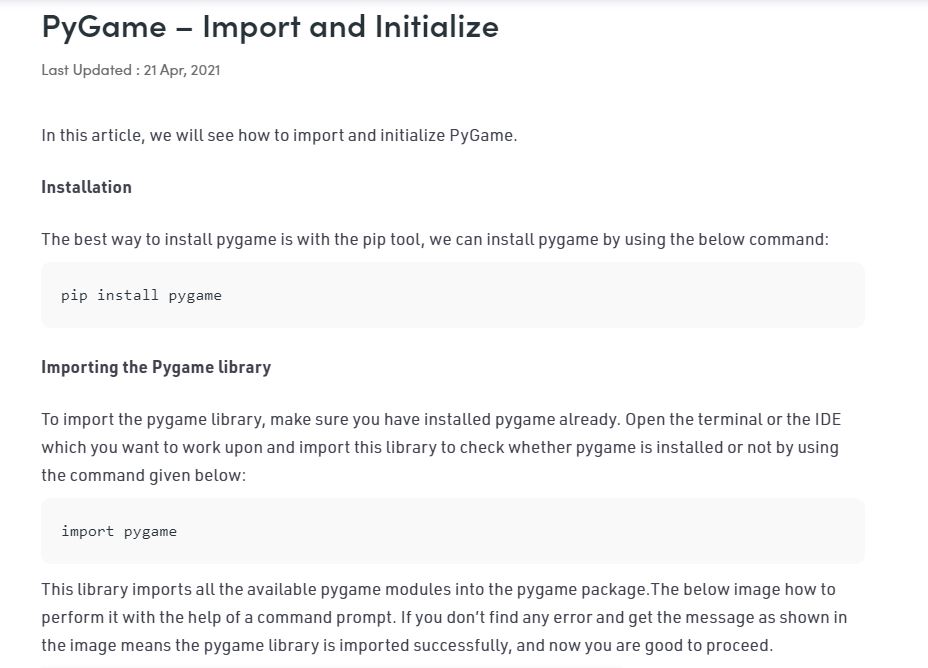 PyGame – Import and Initialize
Last Updated : 21 Apr, 2021
In this article, we will see how to import and initialize PyGame.
Installation
The best way to install pygame is with the pip tool, we can install pygame by using the below command:
pip install pygame
Importing the Pygame library
To import the pygame library, make sure you have installed pygame already. Open the terminal or the IDE
which you want to work upon and import this library to check whether pygame is installed or not by using
the command given below:
import pygame
This library imports all the available pygame modules into the pygame package.The below image how to
perform it with the help of a command prompt. If you don’t find any error and get the message as shown in
the image means the pygame library is imported successfully, and now you are good to proceed.